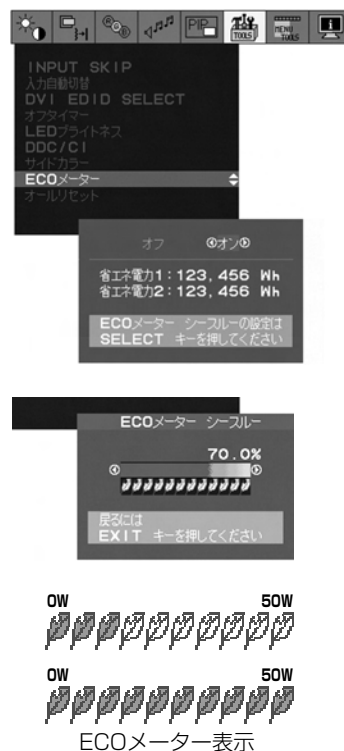 RGB PIP TOOLS MENU TOOLS
INPUT SKIP
入力自動切替
DVI EDID SELECT
オフタイマー
LEDブライトネス
DDC/CI
サイドカラー
ECOメーター
オールリセット
オフ オン
省エネ電力1:123,456 Wh
省エネ電力2:123,456 Wh
ECOメーター シースルーの設定は
SELECT キーを押してください
ECOメーター シースルー
70.0%
戻るには
EXIT キーを押してください
0W 50W
0W 50W
ECOメーター表示